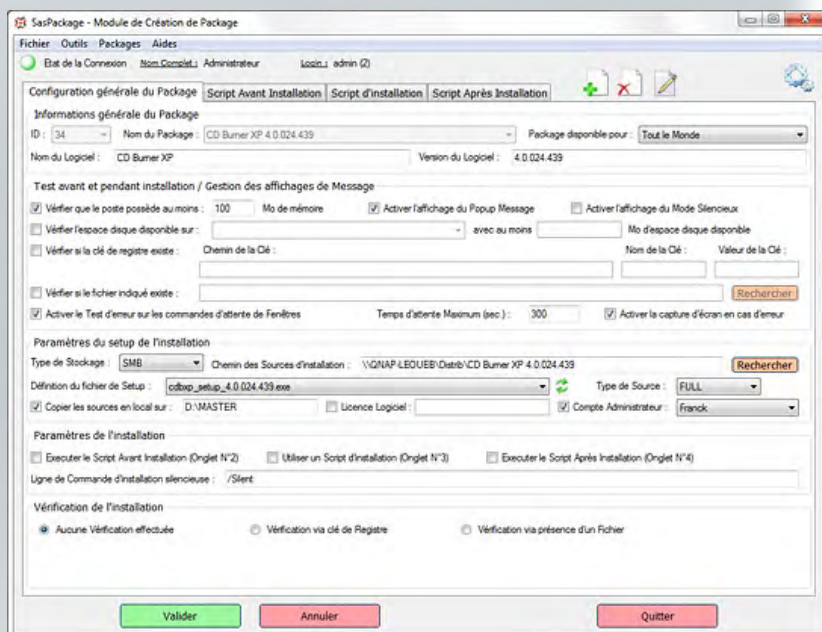 SasPackage - Module de Création de Package
Fichier Outils Packages Aides
Etat de la Connexion Nom Complet : Administrateur Login : admin (2)
Configuration générale du Package Script Avant Installation Script d'installation Script Après Installation
Informations générale du Package
ID : 34 Nom du Package : CD Burner XP 4.0.024.439 Package disponible pour : Tout le Monde
Nom du Logiciel : CD Burner XP Version du Logiciel : 4.0.024.439
Test avant et pendant installation / Gestion des affichages de Message
Vérifier que le poste possède au moins : 100 Mo de mémoire Activer l'affichage du Popup Message Activer l'affichage du Mode Silencieux
Vérifier l'espace disque disponible sur : avec au moins Mo d'espace disque disponible
Vérifier si la clé de registre existe : Chemin de la Clé : Nom de la Clé : Valeur de la Clé :
Vérifier si le fichier indiqué existe : Rechercher
Activer le Test d'erreur sur les commandes d'attente de Fenêtres Temps d'attente Maximum (sec.) : 300 Activer la capture d'écran en cas d'erreur
Paramètres du setup de l'installation
Type de Stockage : SMB Chemin des Sources d'installation : \\QNAP-LEOUEB\Distrib\CD Burner XP 4.0.024.439 Rechercher
Définition du fichier de Setup : cdbxp_setup_4.0.024.439.exe Type de Source : FULL
Copier les sources en local sur : D:\MASTER Licence Logiciel : Compte Administrateur : Franck
Paramètres de l'installation
Executer le Script Avant Installation (Onglet N°2) Utiliser un Script d'installation (Onglet N°3) Executer le Script Après Installation (Onglet N°4)
Ligne de Commande d'installation silencieuse : /Silent
Vérification de l'installation
Aucune Vérification effectuée Vérification via clé de Registre Vérification via présence d'un Fichier
Valider Annuler Quitter